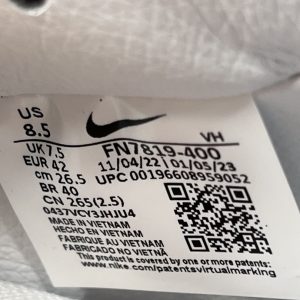 US
8.5
VH
UK 7.5
FN7819-400
EUR 42
11/04/22 | 01/05/23
cm 26.5
UPC 00196608959052
BR 40
CN 265(2.5)
0437VCY3JHJU4
MADE IN VIETNAM
HECHO EN VIETNAM
FABRIQUE AU VIETNAM
FABRICADO NO VIETNÃ
This product is covered by one or more patents
www.nike.com/patentsvirtualmarking